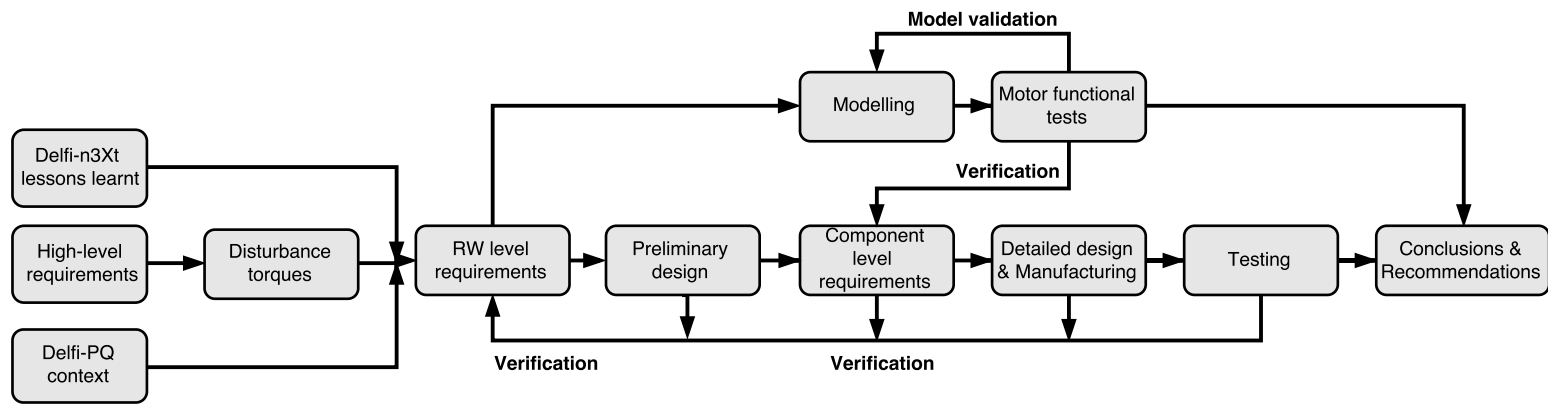 Model validation
Modelling
Motor functional
tests
Delfi-n3Xt
lessons learnt
Verification
High-level
requirements
Disturbance
torques
RW level
requirements
Preliminary
design
Component
level
requirements
Detailed design
& Manufacturing
Testing
Conclusions &
Recommendations
Delfi-PQ
context
Verification
Verification